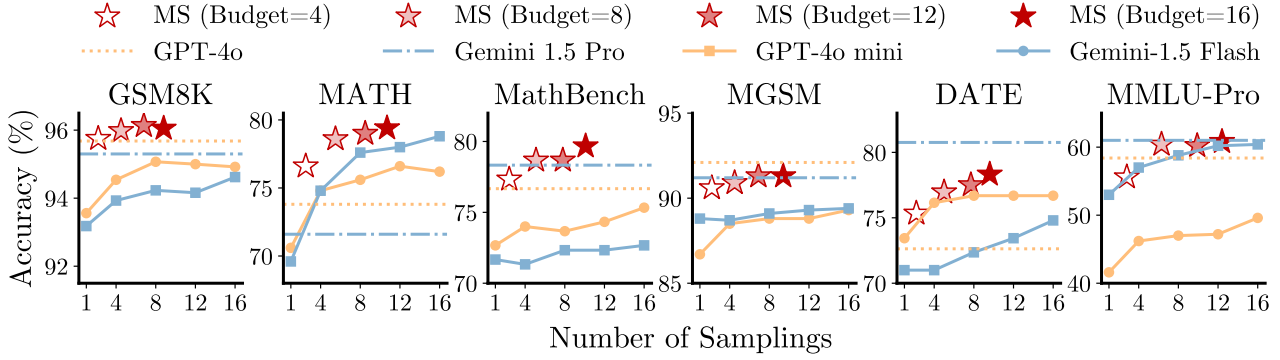 MS (Budget=4) MS (Budget=8) MS (Budget=12) MS (Budget=16)
GPT-4o Gemini 1.5 Pro GPT-4o mini Gemini-1.5 Flash
GSM8K MATH MathBench MGSM DATE MMLU-Pro
Accuracy (%)
96
94
92
1 4 8 12 16
80
75
70
1 4 8 12 16
80
75
70
1 4 8 12 16
95
90
85
1 4 8 12 16
80
75
70
1 4 8 12 16
60
50
40
1 4 8 12 16
Number of Samplings